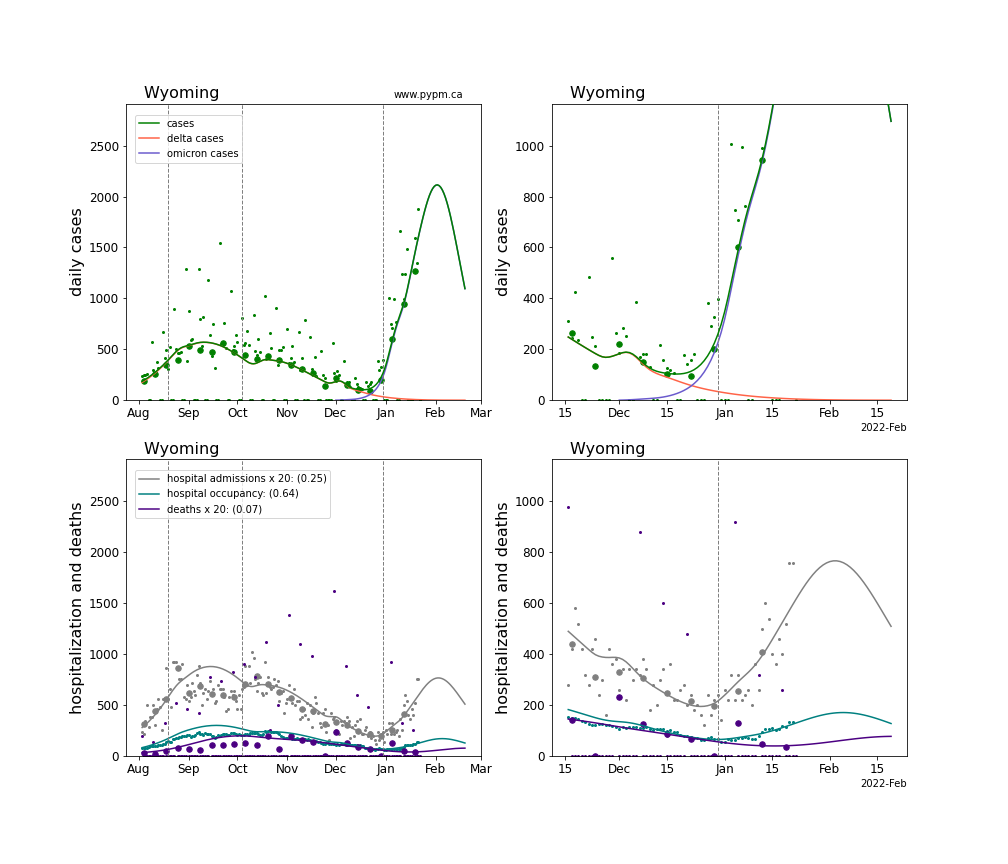 Wyoming
www.pypm.ca
Wyoming
daily cases
2500
2000
1500
1000
500
0
cases
delta cases
omicron cases
Aug Sep Oct Nov Dec Jan Feb Mar
daily cases
1000
800
600
400
200
0
15 Dec 15 Jan 15 Feb 15
2022-Feb
Wyoming
Wyoming
hospitalization and deaths
2500
2000
1500
1000
500
0
hospital admissions x 20: (0.25)
hospital occupancy: (0.64)
deaths x 20: (0.07)
Aug Sep Oct Nov Dec Jan Feb Mar
hospitalization and deaths
1000
800
600
400
200
0
15 Dec 15 Jan 15 Feb 15
2022-Feb